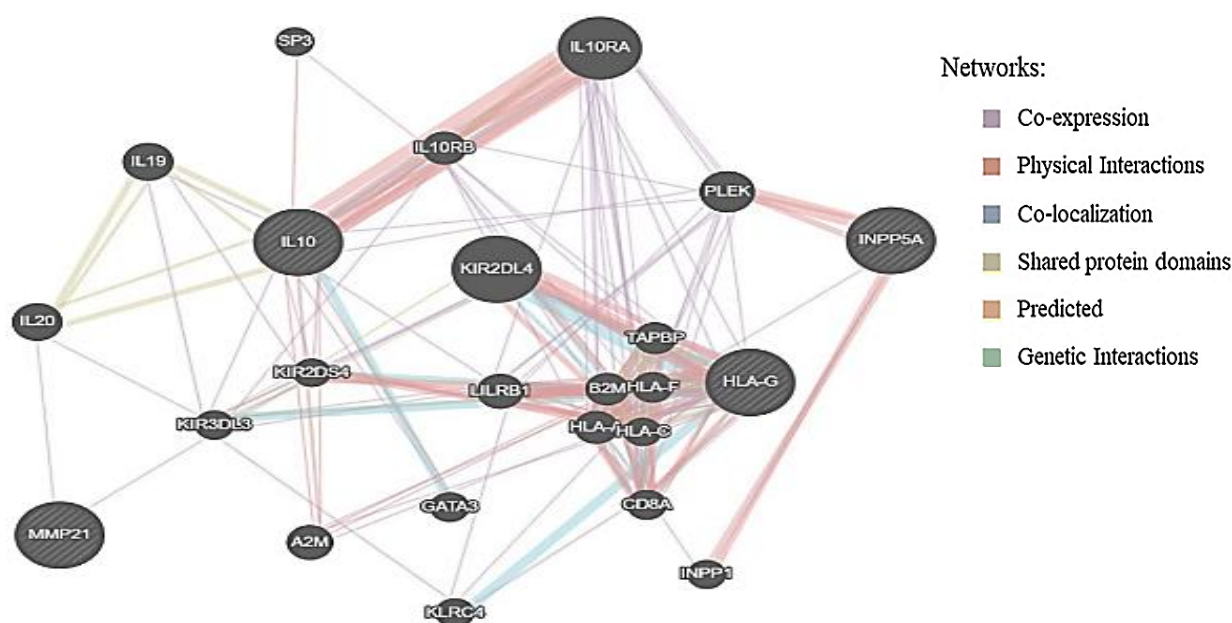 SP3
IL10RA
Networks:
Co-expression
IL10RB
IL19
Physical Interactions
PLEK
Co-localization
IL10
INPP5A
KIR2DL4
Shared protein domains
IL20
Predicted
TAPBP
Genetic Interactions
KIR2DS4
LILRB1
B2M
HLA-F
HLA-G
KIR3DL3
HLA-
HLA-C
GATA3
CD8A
MMP21
A2M
INPP1
KLRC4